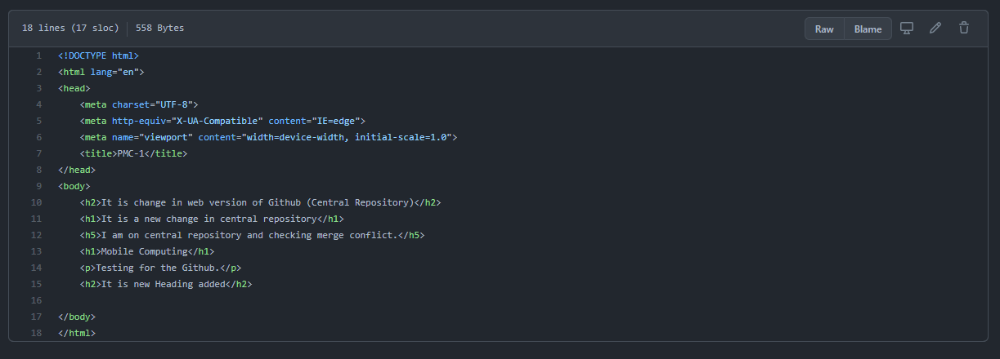 18 lines (17 sloc) 558 Bytes Raw Blame
1 <!DOCTYPE html>
2 <html lang="en">
3 <head>
4     <meta charset="UTF-8">
5     <meta http-equiv="X-UA-Compatible" content="IE=edge">
6     <meta name="viewport" content="width=device-width, initial-scale=1.0">
7     <title>PMC-1</title>
8 </head>
9 <body>
10     <h2>It is change in web version of Github (Central Repository)</h2>
11     <h1>It is a new change in central repository</h1>
12     <h5>I am on central repository and checking merge conflict.</h5>
13     <h1>Mobile Computing</h1>
14     <p>Testing for the Github.</p>
15     <h2>It is new Heading added</h2>
16
17 </body>
18 </html>